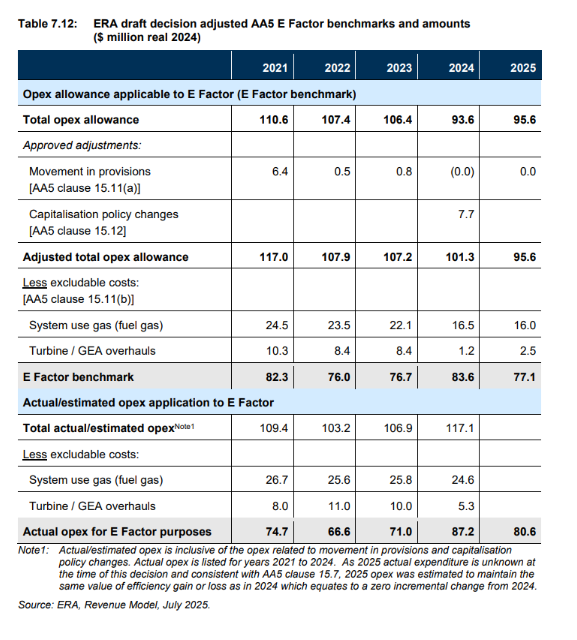 Table 7.12: ERA draft decision adjusted AA5 E Factor benchmarks and amounts
($ million real 2024)
2021 2022 2023 2024 2025
Opex allowance applicable to E Factor (E Factor benchmark)
Total opex allowance 110.6 107.4 106.4 93.6 95.6
Approved adjustments:
Movement in provisions 6.4 0.5 0.8 (0.0) 0.0
[AA5 clause 15.11(a)]
Capitalisation policy changes 7.7
[AA5 clause 15.12]
Adjusted total opex allowance 117.0 107.9 107.2 101.3 95.6
Less excludable costs:
[AA5 clause 15.11(b)]
System use gas (fuel gas) 24.5 23.5 22.1 16.5 16.0
Turbine / GEA overhauls 10.3 8.4 8.4 1.2 2.5
E Factor benchmark 82.3 76.0 76.7 83.6 77.1
Actual/estimated opex application to E Factor
Total actual/estimated opexNote1 109.4 103.2 106.9 117.1
Less excludable costs:
System use gas (fuel gas) 26.7 25.6 25.8 24.6
Turbine / GEA overhauls 8.0 11.0 10.0 5.3
Actual opex for E Factor purposes 74.7 66.6 71.0 87.2 80.6
Note1: Actual/estimated opex is inclusive of the opex related to movement in provisions and capitalisation
policy changes. Actual opex is listed for years 2021 to 2024. As 2025 actual expenditure is unknown at
the time of this decision and consistent with AA5 clause 15.7, 2025 opex was estimated to maintain the
same value of efficiency gain or loss as in 2024 which equates to a zero incremental change from 2024.
Source: ERA, Revenue Model, July 2025.